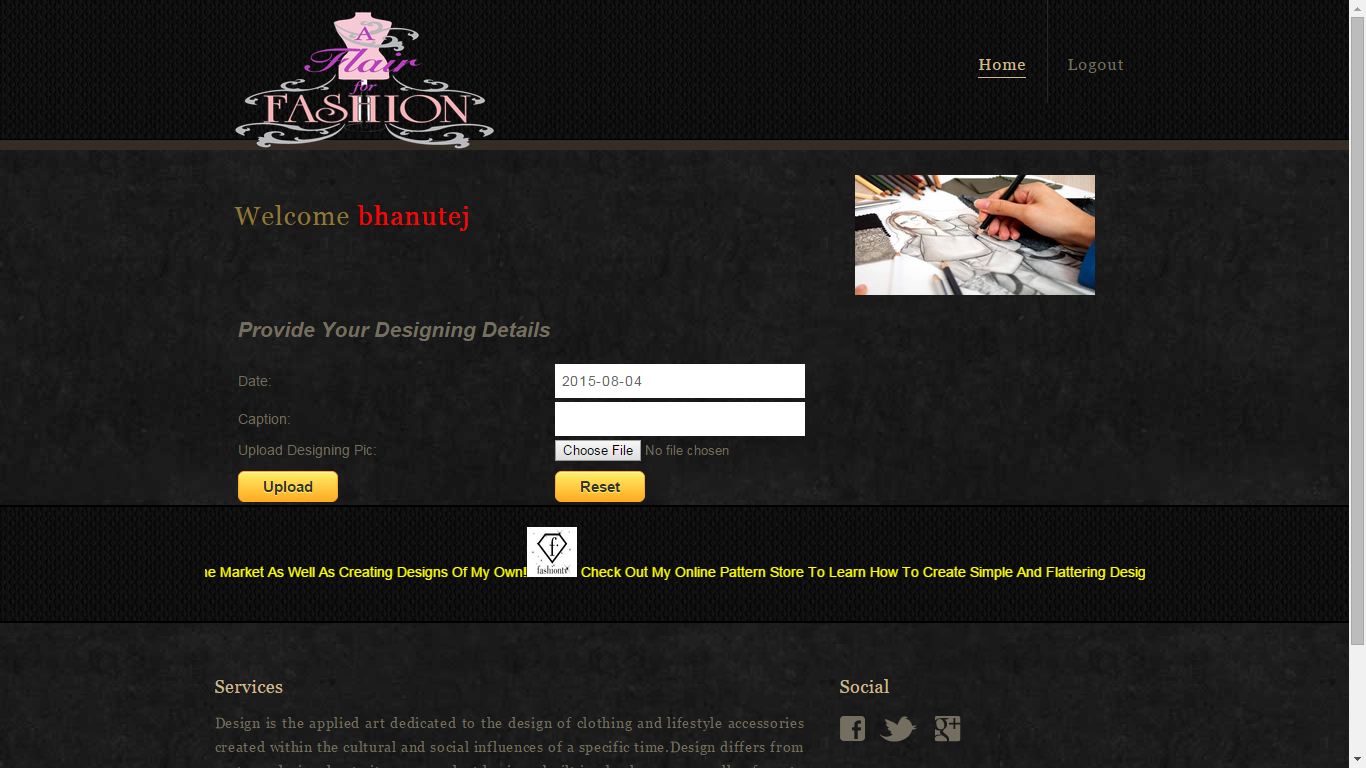 A
Flair
for
FASHION
Home
Logout
Welcome bhanutej
Provide Your Designing Details
Date:
2015-08-04
Caption:
Upload Designing Pic:
Choose File No file chosen
Upload
Reset
Market As Well As Creating Designs Of My Own! Check Out My Online Pattern Store To Learn How To Create Simple And Flattering
f
fashiontv
Services
Social
Design is the applied art dedicated to the design of clothing and lifestyle accessories
created within the cultural and social influences of a specific time.Design differs from